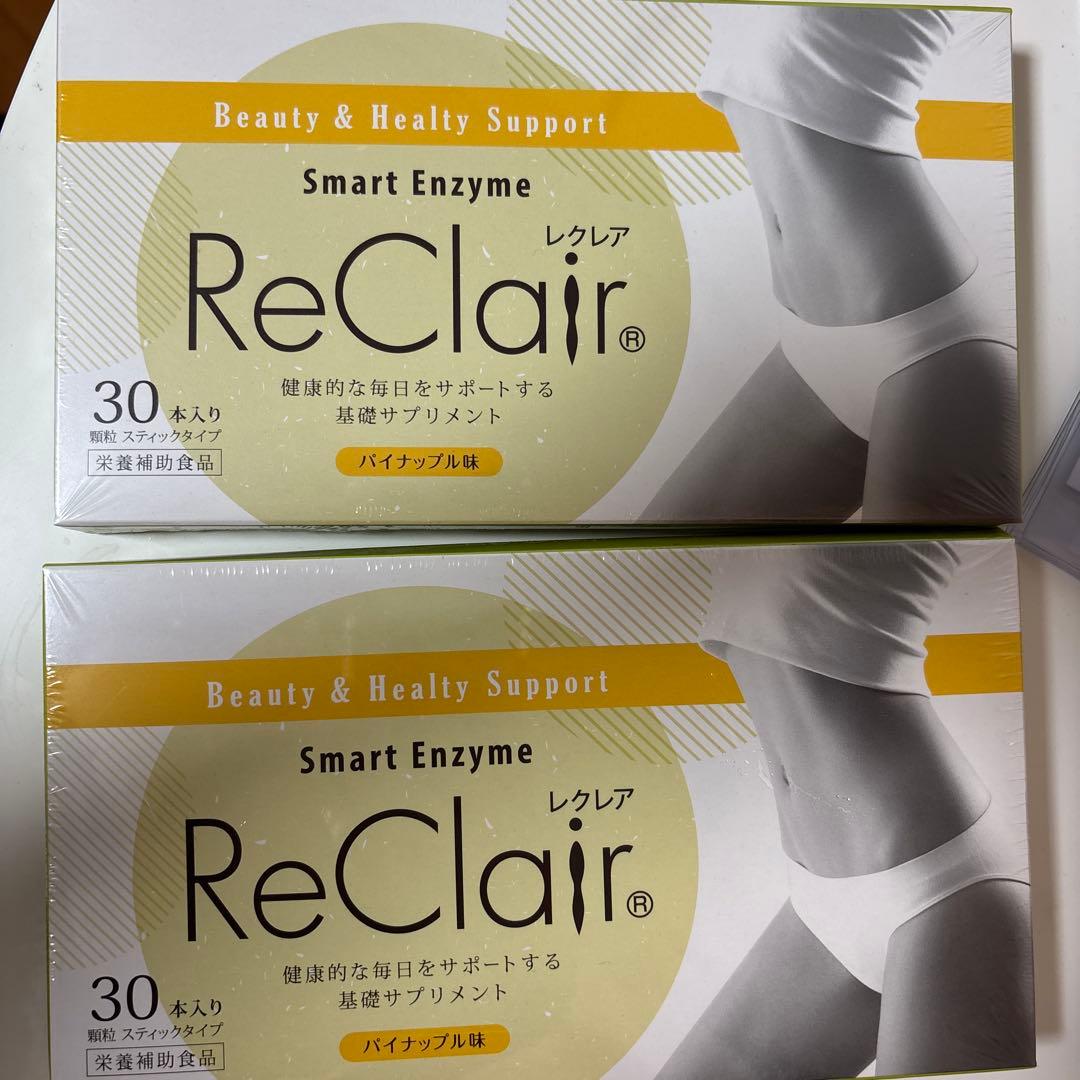 Beauty & Healty Support
Smart Enzyme
レクレア
ReClair®
健康的な毎日をサポートする
基礎サプリメント
パイナップル味
30本入り
顆粒 スティックタイプ
栄養補助食品
Beauty & Healty Support
Smart Enzyme
レクレア
ReClair®
健康的な毎日をサポートする
基礎サプリメント
パイナップル味
30本入り
顆粒 スティックタイプ
栄養補助食品